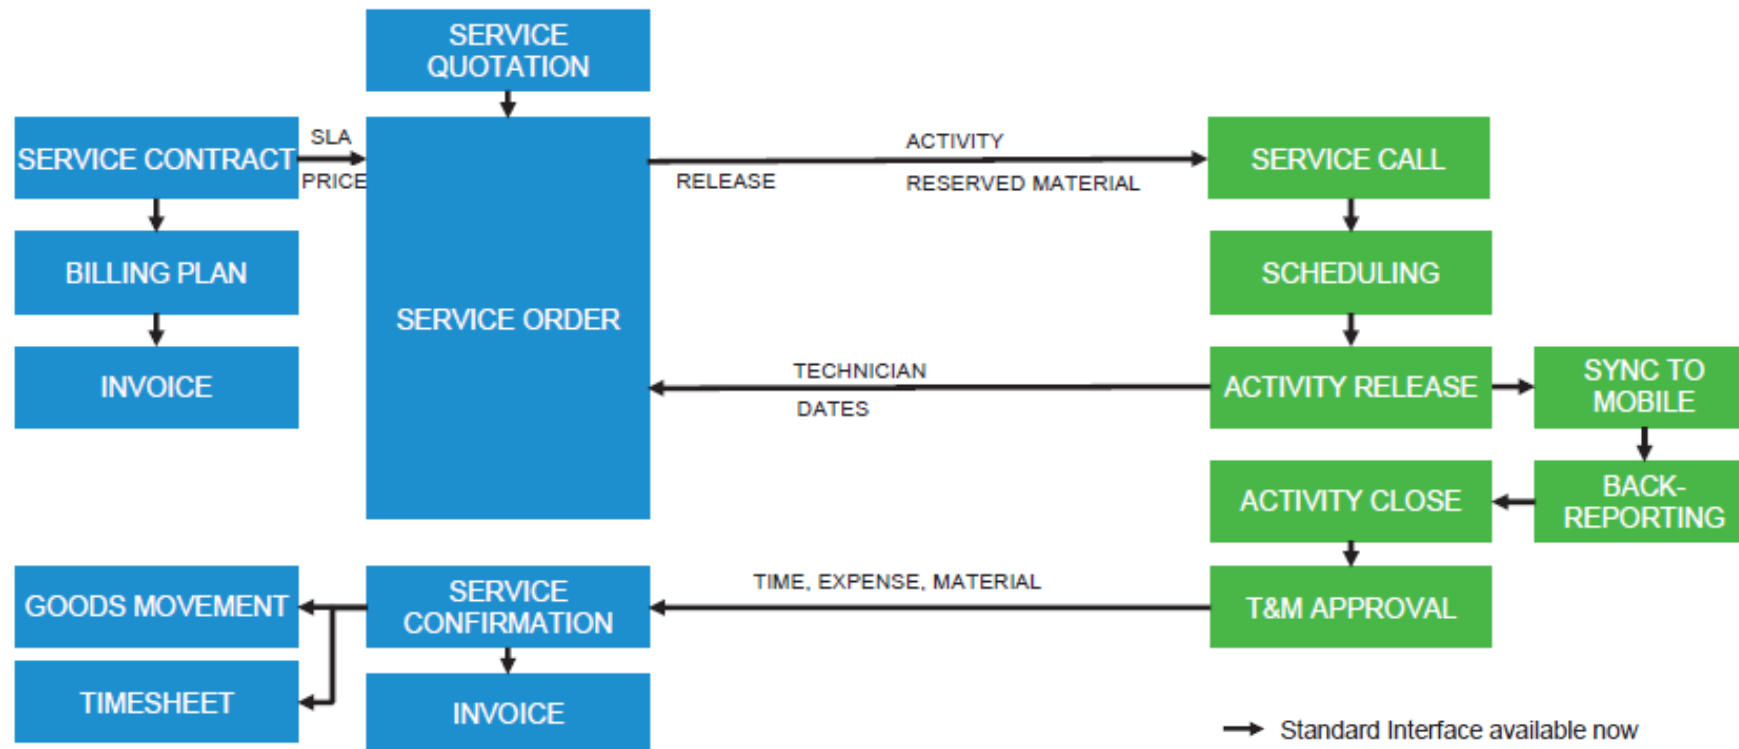 SERVICE
QUOTATION
SERVICE CONTRACT
SLA
PRICE
BILLING PLAN
INVOICE
SERVICE ORDER
RELEASE
ACTIVITY
RESERVED MATERIAL
SERVICE CALL
SCHEDULING
TECHNICIAN
DATES
ACTIVITY RELEASE
SYNC TO
MOBILE
BACK-
REPORTING
ACTIVITY CLOSE
T&M APPROVAL
TIME, EXPENSE, MATERIAL
SERVICE
CONFIRMATION
GOODS MOVEMENT
TIMESHEET
INVOICE
Standard Interface available now